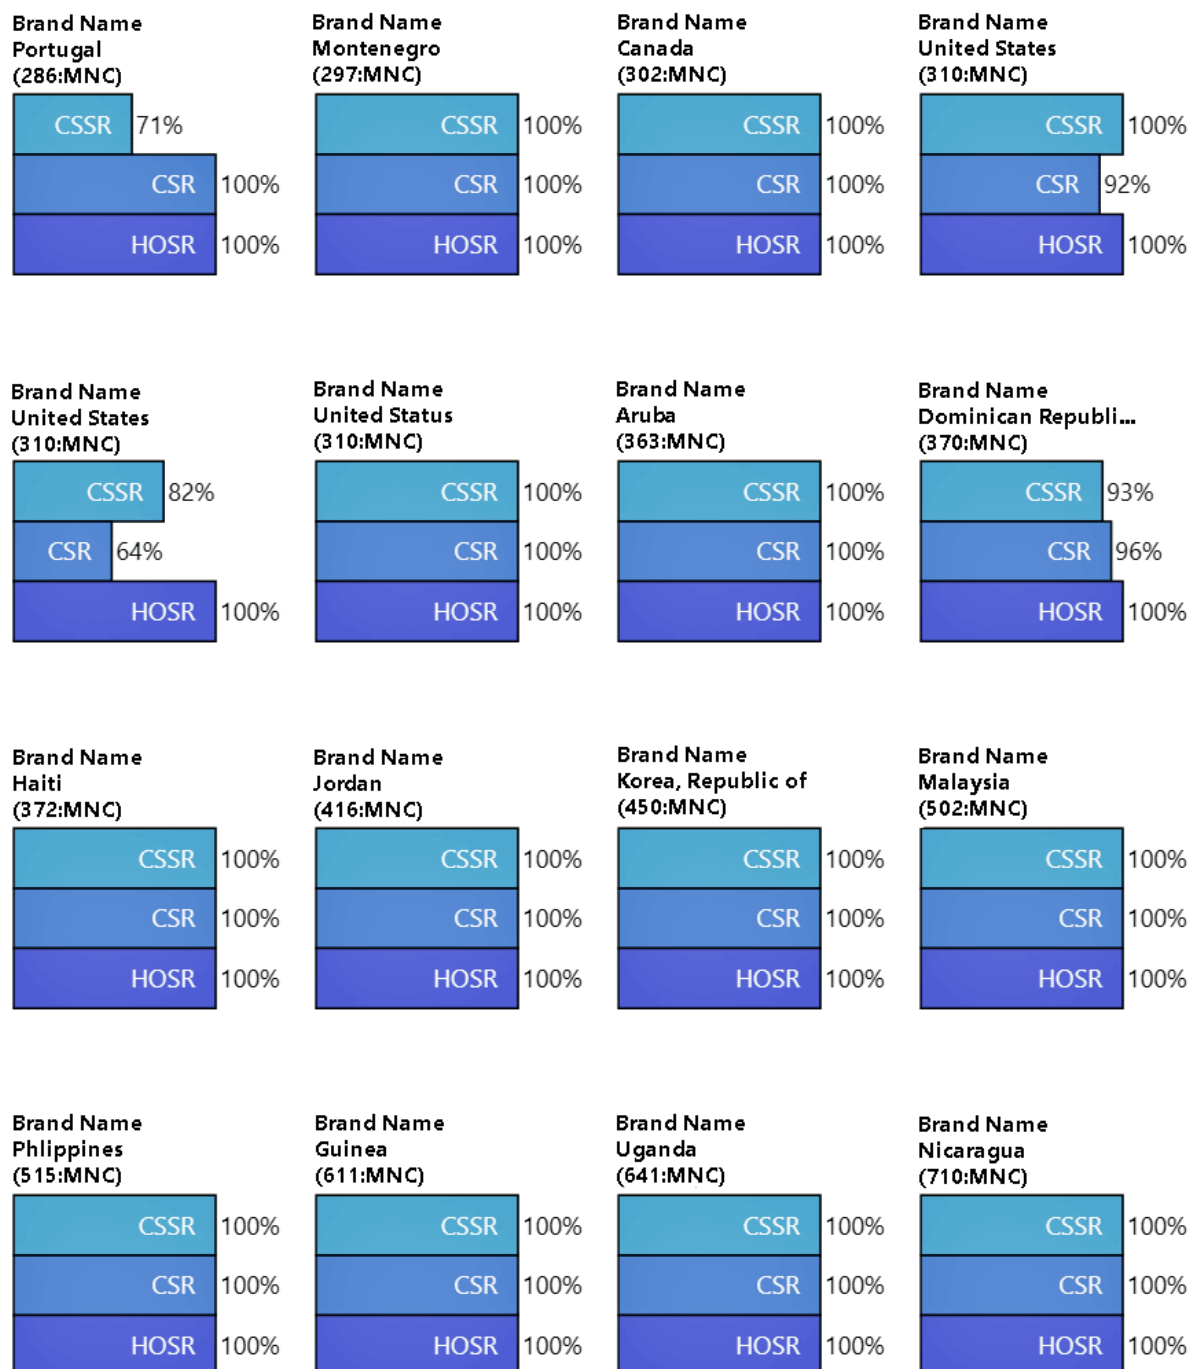 Brand Name
Portugal
(286:MNC)
CSSR 71%
CSR 100%
HOSR 100%
Brand Name
Montenegro
(297:MNC)
CSSR 100%
CSR 100%
HOSR 100%
Brand Name
Canada
(302:MNC)
CSSR 100%
CSR 100%
HOSR 100%
Brand Name
United States
(310:MNC)
CSSR 100%
CSR 92%
HOSR 100%
Brand Name
United States
(310:MNC)
CSSR 82%
CSR 64%
HOSR 100%
Brand Name
United Status
(310:MNC)
CSSR 100%
CSR 100%
HOSR 100%
Brand Name
Aruba
(363:MNC)
CSSR 100%
CSR 100%
HOSR 100%
Brand Name
Dominican Republi...
(370:MNC)
CSSR 93%
CSR 96%
HOSR 100%
Brand Name
Haiti
(372:MNC)
CSSR 100%
CSR 100%
HOSR 100%
Brand Name
Jordan
(416:MNC)
CSSR 100%
CSR 100%
HOSR 100%
Brand Name
Korea, Republic of
(450:MNC)
CSSR 100%
CSR 100%
HOSR 100%
Brand Name
Malaysia
(502:MNC)
CSSR 100%
CSR 100%
HOSR 100%
Brand Name
Phlippines
(515:MNC)
CSSR 100%
CSR 100%
HOSR 100%
Brand Name
Guinea
(611:MNC)
CSSR 100%
CSR 100%
HOSR 100%
Brand Name
Uganda
(641:MNC)
CSSR 100%
CSR 100%
HOSR 100%
Brand Name
Nicaragua
(710:MNC)
CSSR 100%
CSR 100%
HOSR 100%